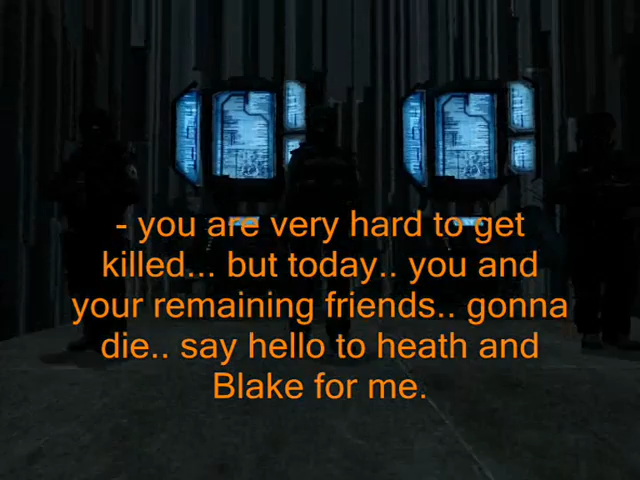 - you are very hard to get
killed... but today.. you and
your remaining friends.. gonna
die.. say hello to heath and
Blake for me.